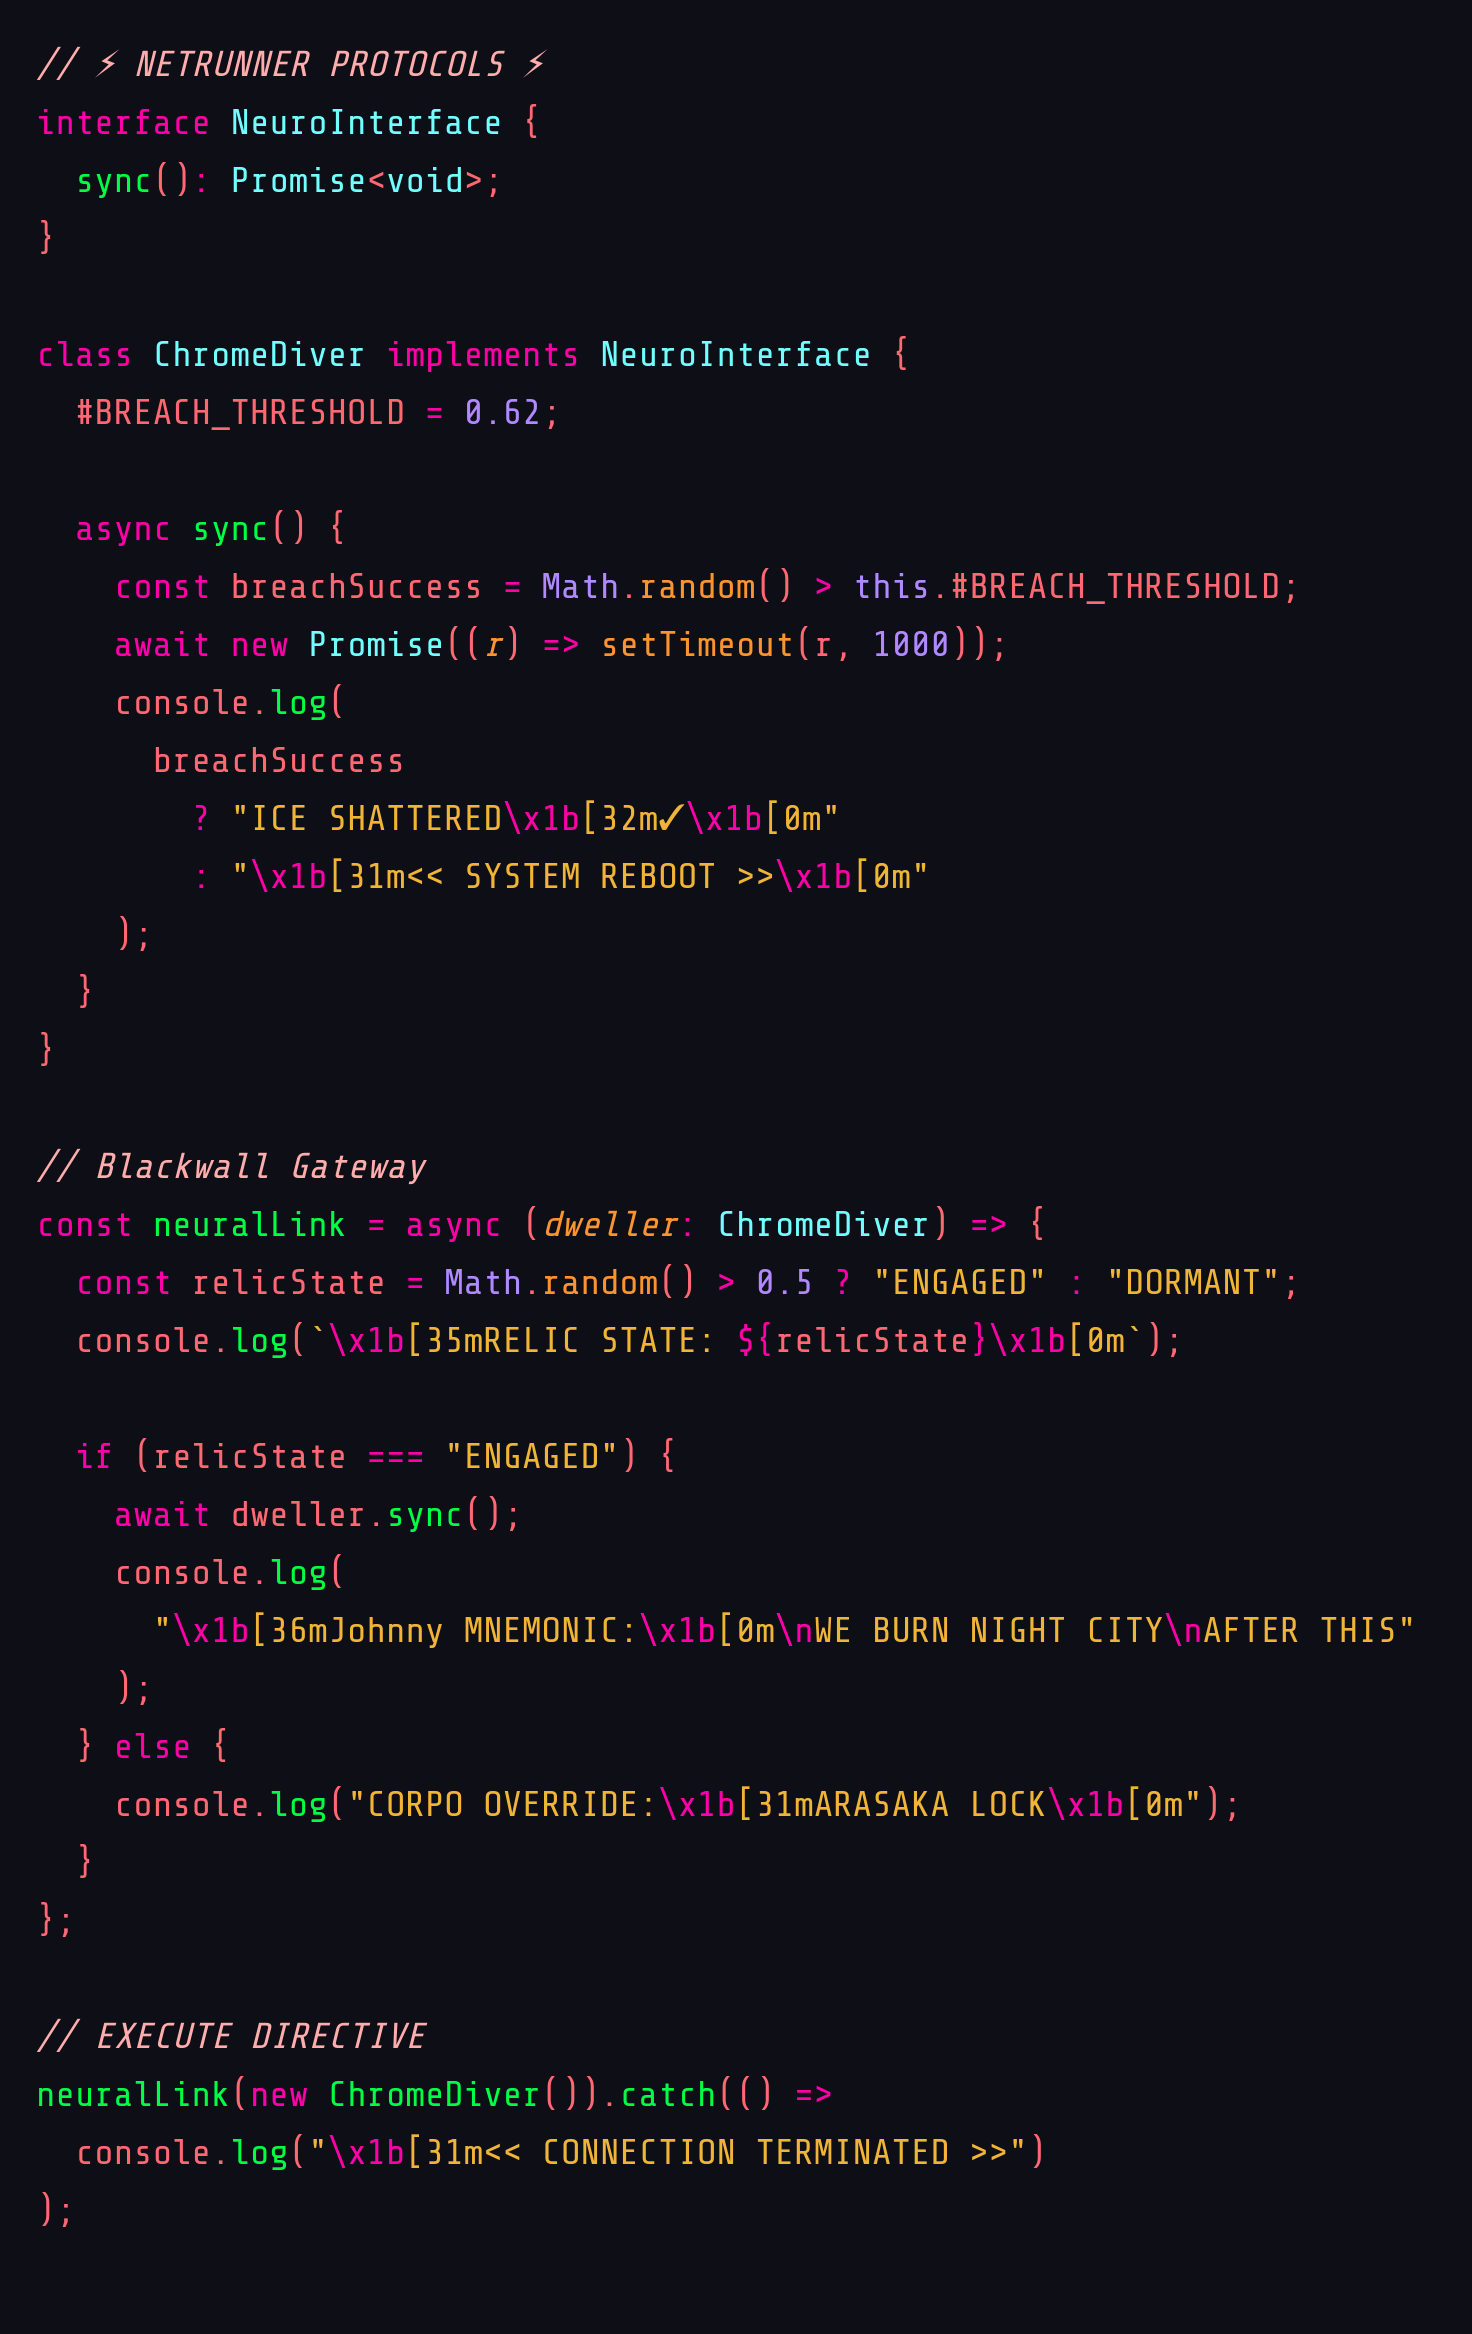 // ⚡ NETRUNNER PROTOCOLS ⚡
interface NeuroInterface {
  sync(): Promise<void>;
}

class ChromeDiver implements NeuroInterface {
  #BREACH_THRESHOLD = 0.62;

  async sync() {
    const breachSuccess = Math.random() > this.#BREACH_THRESHOLD;
    await new Promise((r) => setTimeout(r, 1000));
    console.log(
      breachSuccess
        ? "ICE SHATTERED\x1b[32m✓\x1b[0m"
        : "\x1b[31m<< SYSTEM REBOOT >>\x1b[0m"
    );
  }
}

// Blackwall Gateway
const neuralLink = async (dweller: ChromeDiver) => {
  const relicState = Math.random() > 0.5 ? "ENGAGED" : "DORMANT";
  console.log(`\x1b[35mRELIC STATE: ${relicState}\x1b[0m`);

  if (relicState === "ENGAGED") {
    await dweller.sync();
    console.log(
      "\x1b[36mJohnny MNEMONIC:\x1b[0m\nWE BURN NIGHT CITY\nAFTER THIS"
    );
  } else {
    console.log("CORPO OVERRIDE:\x1b[31mARASAKA LOCK\x1b[0m");
  }
};

// EXECUTE DIRECTIVE
neuralLink(new ChromeDiver()).catch(() =>
  console.log("\x1b[31m<< CONNECTION TERMINATED >>")
);